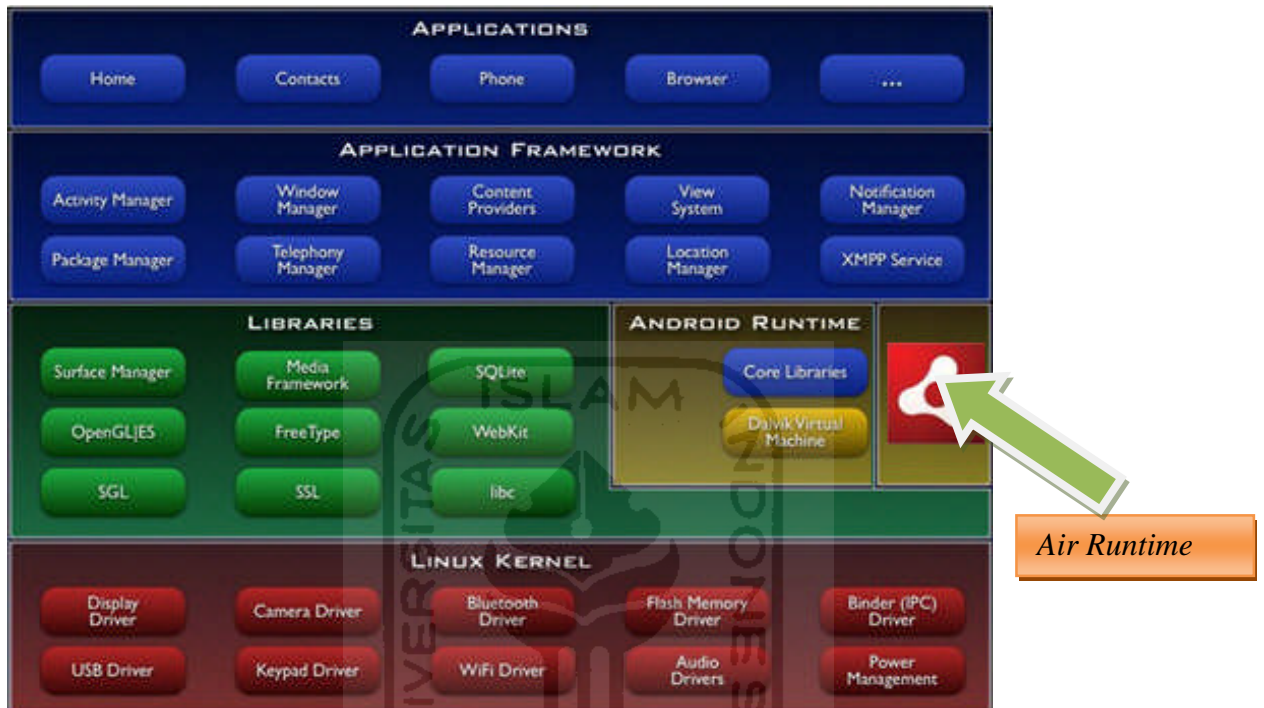 APPLICATIONS
Home Contacts Phone Browser ...
APPLICATION FRAMEWORK
Activity Manager Window Manager Content Providers View System Notification Manager
Package Manager Telephony Manager Resource Manager Location Manager XMPP Service
LIBRARIES
Surface Manager Media Framework SQLite
OpenGL|ES FreeType WebKit
SGL SSL libc
ANDROID RUNTIME
Core Libraries
Dalvik Virtual Machine
Air Runtime
LINUX KERNEL
Display Driver Camera Driver Bluetooth Driver Flash Memory Driver Binder (IPC) Driver
USB Driver Keypad Driver WiFi Driver Audio Drivers Power Management
ISLAM